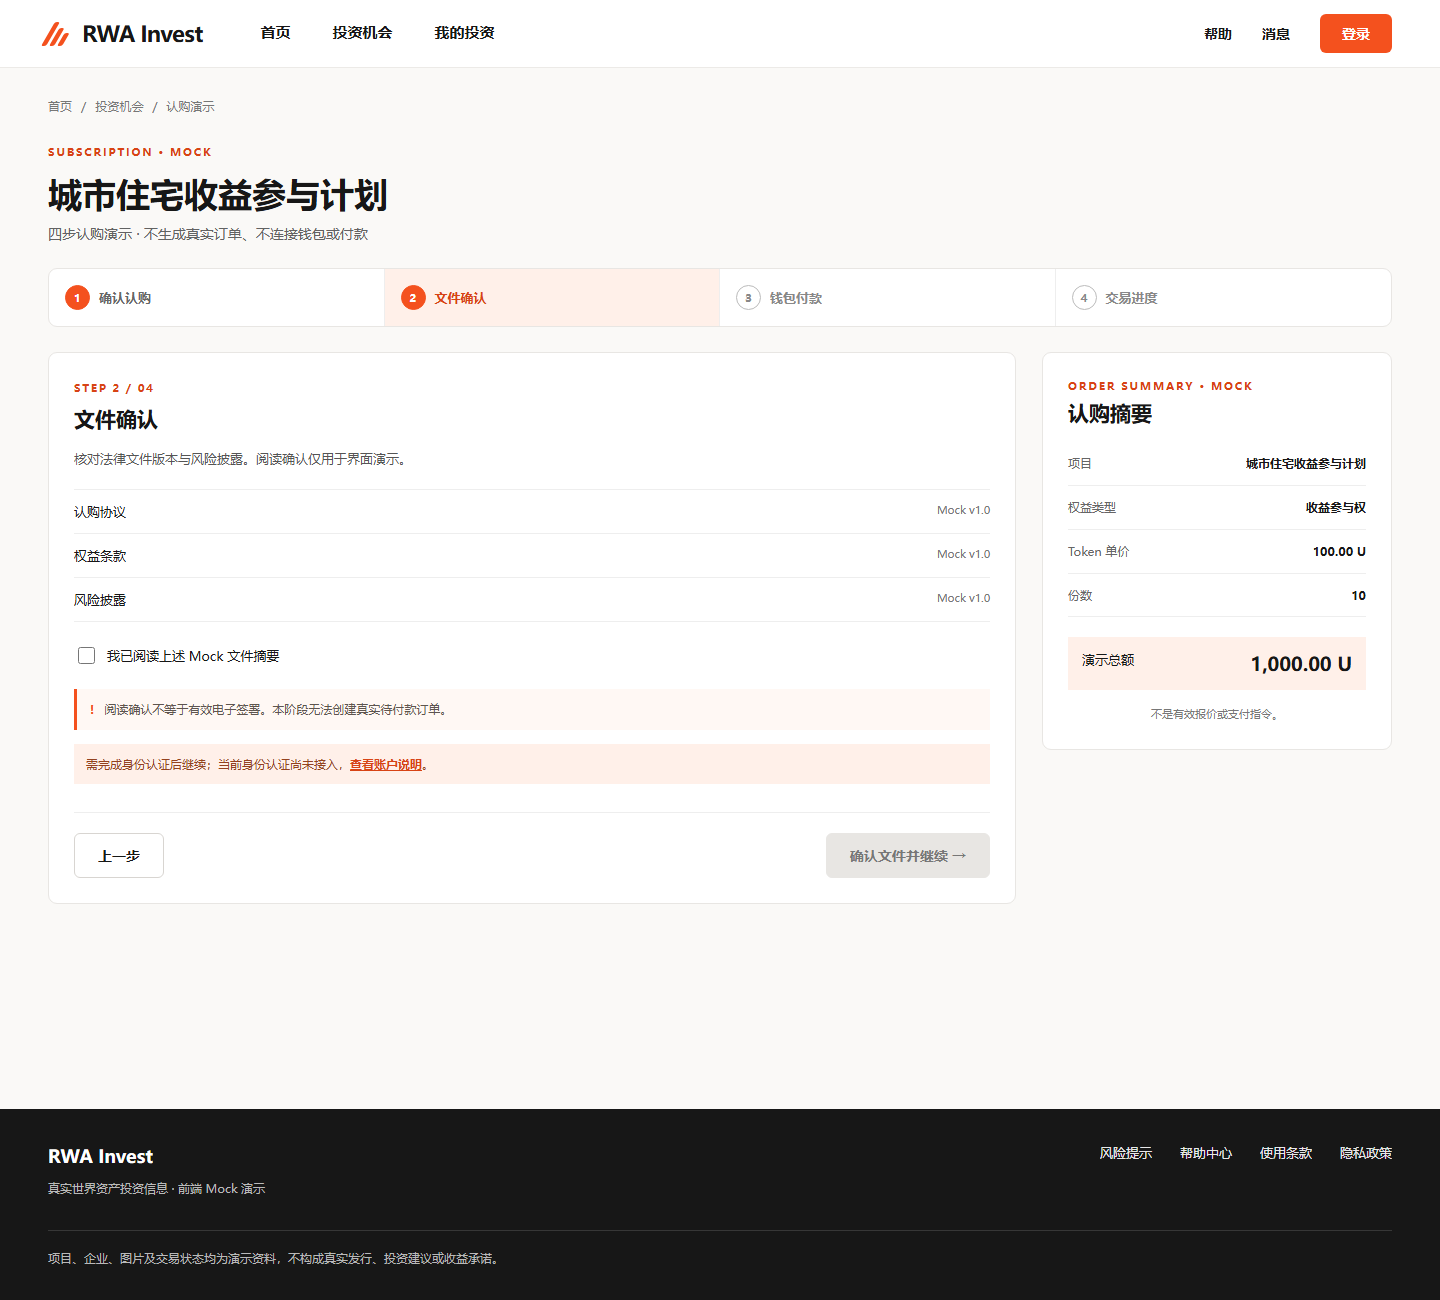 RWA Invest
首页
投资机会
我的投资
帮助
消息
登录
首页 / 投资机会 / 认购演示
SUBSCRIPTION • MOCK
城市住宅收益参与计划
四步认购演示 · 不生成真实订单、不连接钱包或付款
1 确认认购
2 文件确认
3 钱包付款
4 交易进度
STEP 2 / 04
文件确认
核对法律文件版本与风险披露。阅读确认仅用于界面演示。
认购协议 Mock v1.0
权益条款 Mock v1.0
风险披露 Mock v1.0
我已阅读上述 Mock 文件摘要
! 阅读确认不等于有效电子签署。本阶段无法创建真实待付款订单。
需完成身份认证后继续；当前身份认证尚未接入，查看账户说明。
上一步
确认文件并继续 →
ORDER SUMMARY • MOCK
认购摘要
项目 城市住宅收益参与计划
权益类型 收益参与权
Token 单价 100.00 U
份数 10
演示总额 1,000.00 U
不是有效报价或支付指令。
RWA Invest
真实世界资产投资信息 · 前端 Mock 演示
风险提示
帮助中心
使用条款
隐私政策
项目、企业、图片及交易状态均为演示资料，不构成真实发行、投资建议或收益承诺。